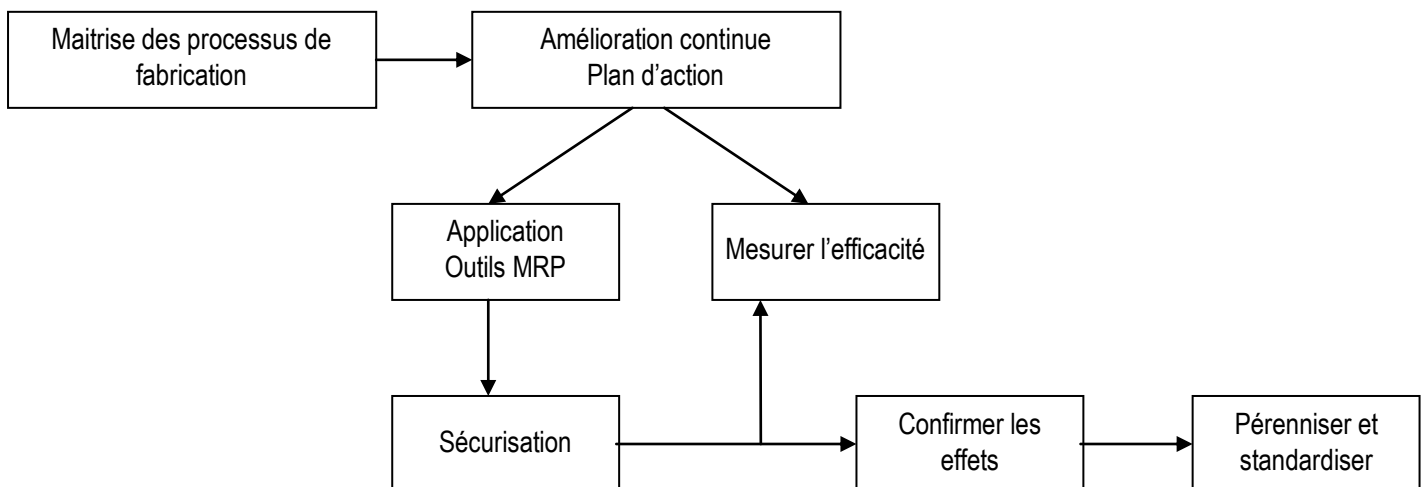 Maitrise des processus de
fabrication
Amélioration continue
Plan d’action
Application
Outils MRP
Mesurer l’efficacité
Sécurisation
Confirmer les
effets
Pérenniser et
standardiser